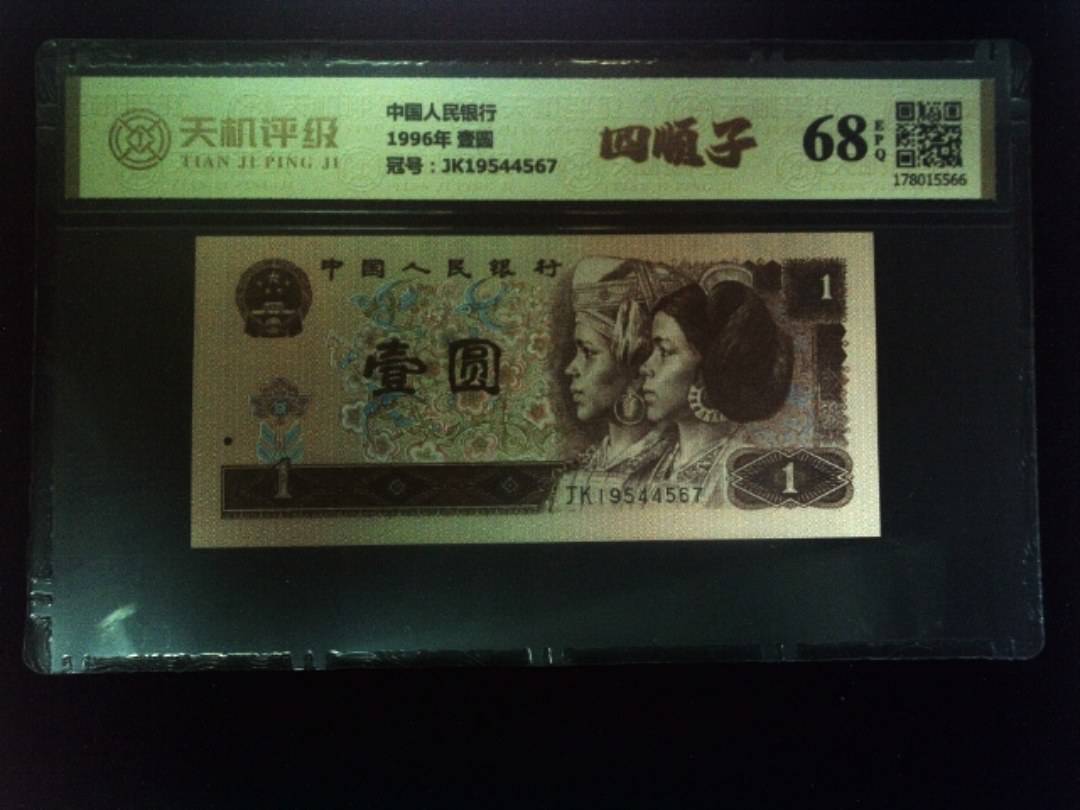 天机评级
TIAN JI PING JI
中国人民银行
1996年 壹圆
冠号：JK19544567
四顺子
68
EPQ
178015566
中国人民银行
壹圆
1
1
1
JK19544567